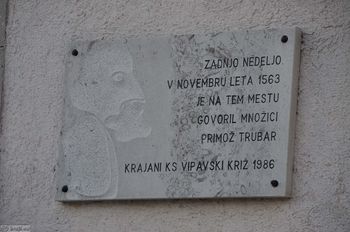 ZADNJO NEDELJO
V NOVEMBRU LETA 1563
JE NA TEM MESTU
GOVORIL MNOŽICI
PRIMOŽ TRUBAR
KRAJANI KS VIPAVSKI KRIŽ 1986